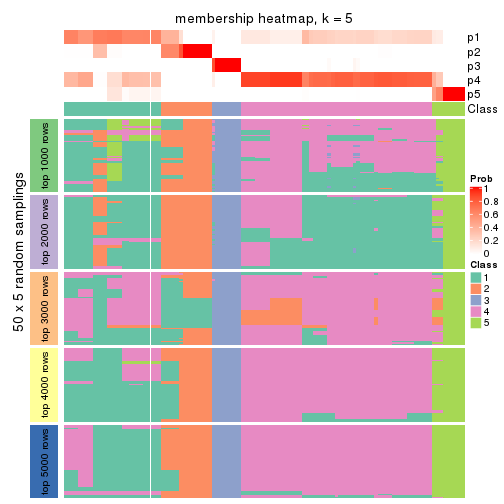 membership heatmap, k = 5
p1
p2
p3
p4
p5
Class
50 x 5 random samplings
top 1000 rows
top 2000 rows
top 3000 rows
top 4000 rows
top 5000 rows
Prob
1
0.8
0.6
0.4
0.2
0
Class
1
2
3
4
5